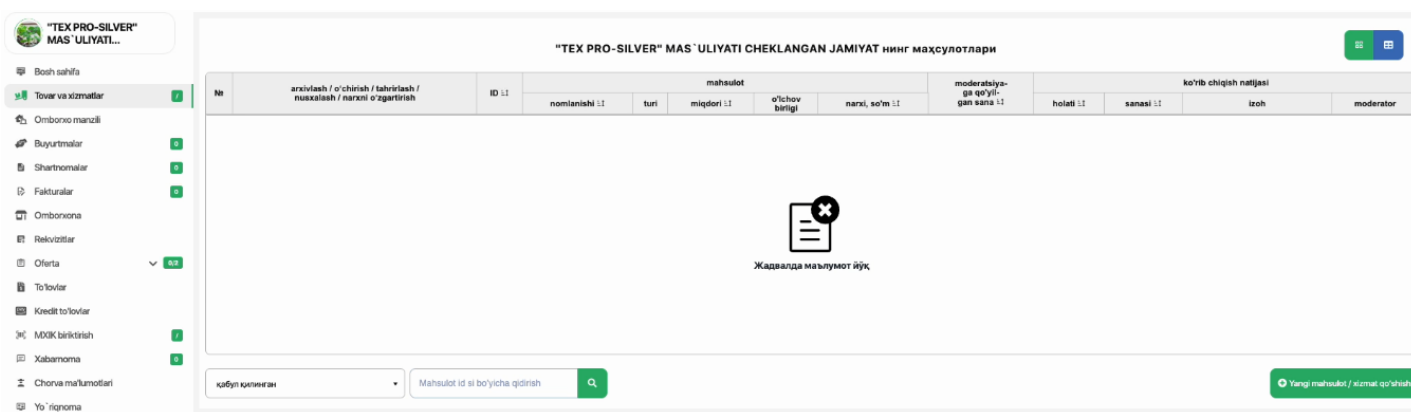 "TEX PRO-SILVER"
MAS`ULIYATI...
Bosh sahifa
Tovar va xizmatlar /
Omborxo manzili
Buyurtmalar 0
Shartnomalar 0
Fakturalar 0
Omborxona
Rekvizitlar
Oferta 0/2
To'lovlar
Kredit to'lovlar
MXIK biriktirish /
Xabarnoma 0
Chorva ma'lumotlari
Yo`riqnoma
"TEX PRO-SILVER" MAS`ULIYATI CHEKLANGAN JAMIYAT нинг маҳсулотлари
№
arxivlash / o'chirish / tahrirlash /
nusxalash / narxni o'zgartirish
ID
mahsulot
nomlanishi
turi
miqdori
o'lchov
birligi
narxi, so'm
moderatsiya-
ga qo'yil-
gan sana
ko'rib chiqish natijasi
holati
sanasi
izoh
moderator
Жадвалда маълумот йўқ
қабул қилинган
Mahsulot id si bo'yicha qidirish
Yangi mahsulot / xizmat qo'shish